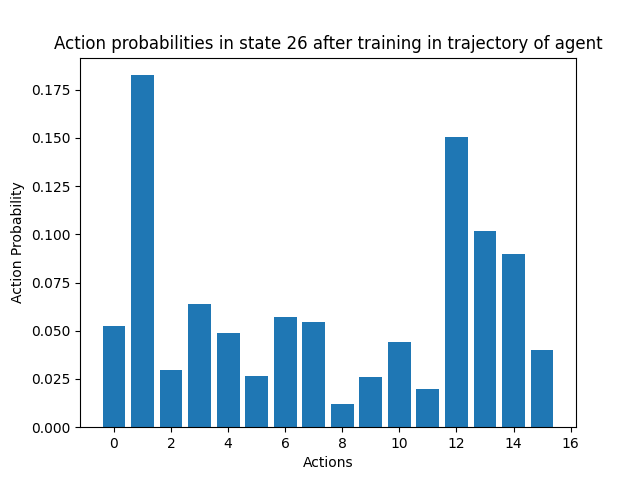 Action probabilities in state 26 after training in trajectory of agent
0.175
0.150
0.125
0.100
0.075
0.050
0.025
0.000
Action Probability
0 2 4 6 8 10 12 14 16
Actions